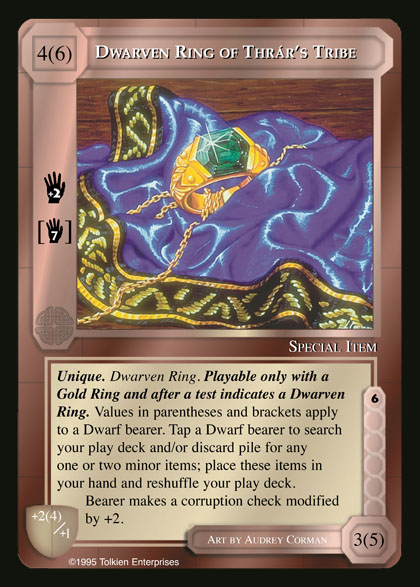 4(6)
Dwarven Ring of Thrár's Tribe
2
[7]
Special Item
Unique. Dwarven Ring. Playable only with a
Gold Ring and after a test indicates a Dwarven
Ring. Values in parentheses and brackets apply
to a Dwarf bearer. Tap a Dwarf bearer to search
your play deck and/or discard pile for any
one or two minor items; place these items in
your hand and reshuffle your play deck.
Bearer makes a corruption check modified
by +2.
6
+2(4)
/+1
Art by Audrey Corman
3(5)
©1995 Tolkien Enterprises